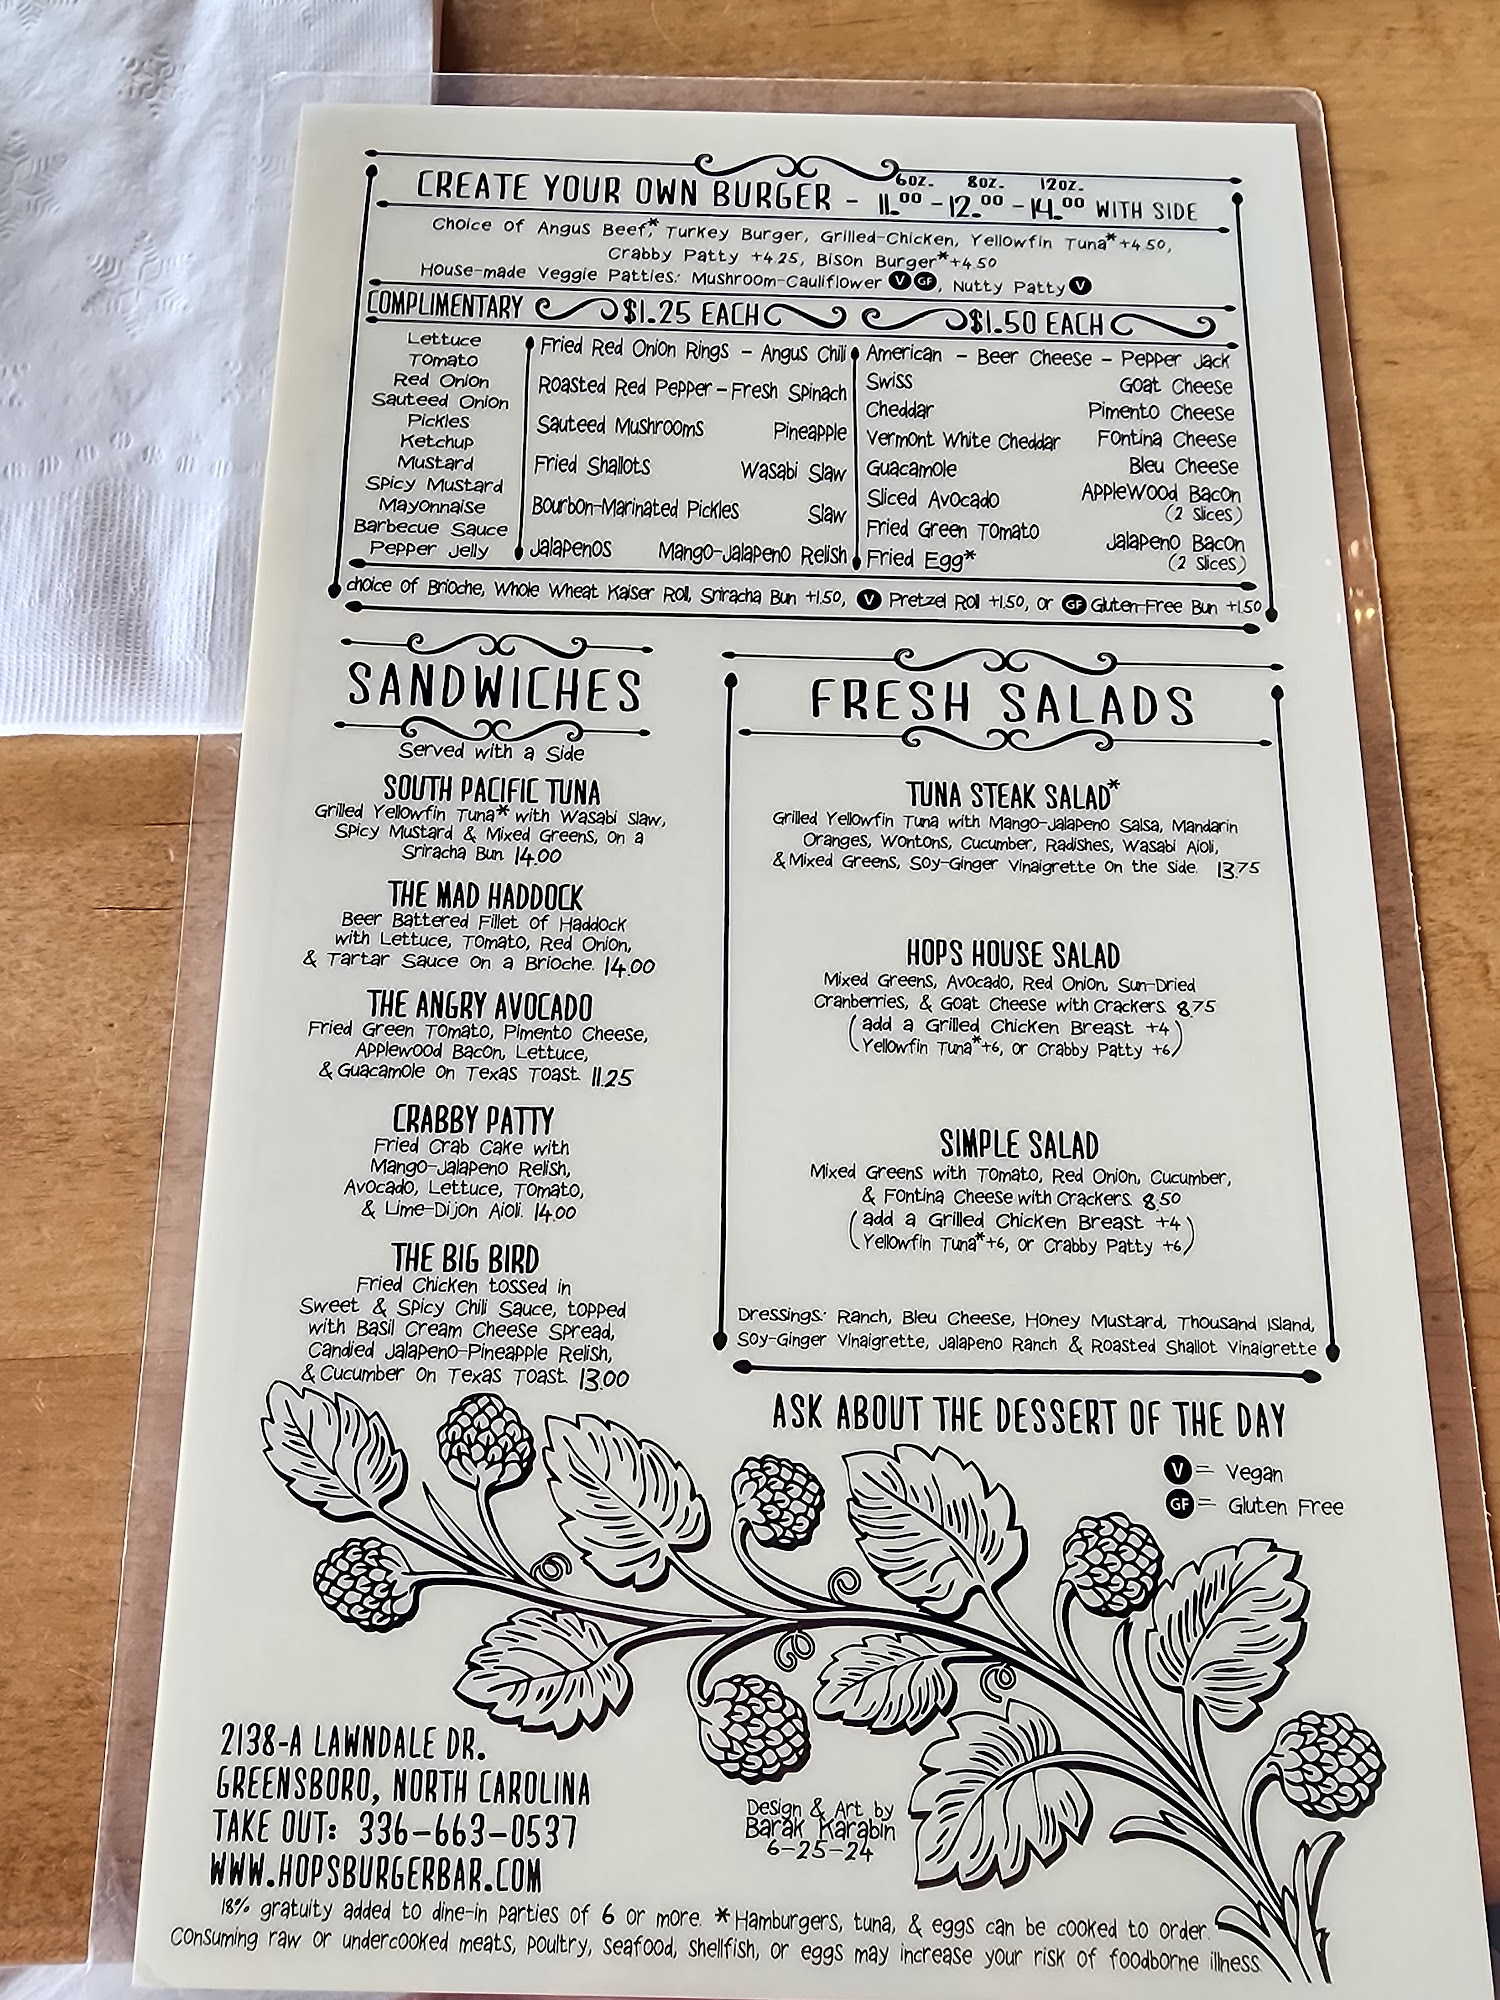 CREATE YOUR OWN BURGER - 6OZ. 11.00 - 8OZ. 12.00 - 12OZ. 14.00 WITH SIDE
Choice of Angus Beef*, Turkey Burger, Grilled-Chicken, Yellowfin Tuna* +4.50,
Crabby Patty +4.25, Bison Burger* +4.50
House-made Veggie Patties: Mushroom-Cauliflower V GF, Nutty Patty V
COMPLIMENTARY
Lettuce
Tomato
Red Onion
Sauteed Onion
Pickles
Ketchup
Mustard
Spicy Mustard
Mayonnaise
Barbecue Sauce
Pepper Jelly
$1.25 EACH
Fried Red Onion Rings - Angus Chili
Roasted Red Pepper - Fresh Spinach
Sauteed Mushrooms Pineapple
Fried Shallots Wasabi Slaw
Bourbon-Marinated Pickles Slaw
Jalapenos Mango-Jalapeno Relish
$1.50 EACH
American - Beer Cheese - Pepper Jack
Swiss Goat Cheese
Cheddar Pimento Cheese
Vermont White Cheddar Fontina Cheese
Guacamole Bleu Cheese
Sliced Avocado Applewood Bacon
(2 Slices)
Fried Green Tomato Jalapeno Bacon
Fried Egg* (2 Slices)
choice of Brioche, Whole Wheat Kaiser Roll, Sriracha Bun +1.50, V Pretzel Roll +1.50, or GF Gluten-Free Bun +1.50
SANDWICHES
Served with a Side
SOUTH PACIFIC TUNA
Grilled Yellowfin Tuna* with Wasabi Slaw,
Spicy Mustard & Mixed Greens, on a
Sriracha Bun 14.00
THE MAD HADDOCK
Beer Battered Fillet of Haddock
with Lettuce, Tomato, Red Onion,
& Tartar Sauce on a Brioche. 14.00
THE ANGRY AVOCADO
Fried Green Tomato, Pimento Cheese,
Applewood Bacon, Lettuce,
& Guacamole on Texas Toast. 11.25
CRABBY PATTY
Fried Crab Cake with
Mango-Jalapeno Relish,
Avocado, Lettuce, Tomato,
& Lime-Dijon Aioli. 14.00
THE BIG BIRD
Fried Chicken tossed in
Sweet & Spicy Chili Sauce, topped
with Basil Cream Cheese Spread,
Candied Jalapeno-Pineapple Relish,
& Cucumber on Texas Toast. 13.00
FRESH SALADS
TUNA STEAK SALAD*
Grilled Yellowfin Tuna with Mango-Jalapeno Salsa, Mandarin
Oranges, Wontons, Cucumber, Radishes, Wasabi Aioli,
& Mixed Greens, Soy-Ginger Vinaigrette on the Side. 13.75
HOPS HOUSE SALAD
Mixed Greens, Avocado, Red Onion, Sun-Dried
Cranberries, & Goat Cheese with Crackers. 8.75
(add a Grilled Chicken Breast +4
Yellowfin Tuna* +6, or Crabby Patty +6)
SIMPLE SALAD
Mixed Greens with Tomato, Red Onion, Cucumber,
& Fontina Cheese with Crackers. 8.50
(add a Grilled Chicken Breast +4
Yellowfin Tuna* +6, or Crabby Patty +6)
Dressings: Ranch, Bleu Cheese, Honey Mustard, Thousand Island,
Soy-Ginger Vinaigrette, Jalapeno Ranch & Roasted Shallot Vinaigrette
ASK ABOUT THE DESSERT OF THE DAY
V = Vegan
GF = Gluten Free
2138-A LAWNDALE DR.
GREENSBORO, NORTH CAROLINA
TAKE OUT: 336-663-0537
WWW.HOPSBURGERBAR.COM
Design & Art by
Barak Karabin
6-25-24
18% gratuity added to dine-in parties of 6 or more. *Hamburgers, tuna, & eggs can be cooked to order.
Consuming raw or undercooked meats, poultry, seafood, shellfish, or eggs may increase your risk of foodborne illness.